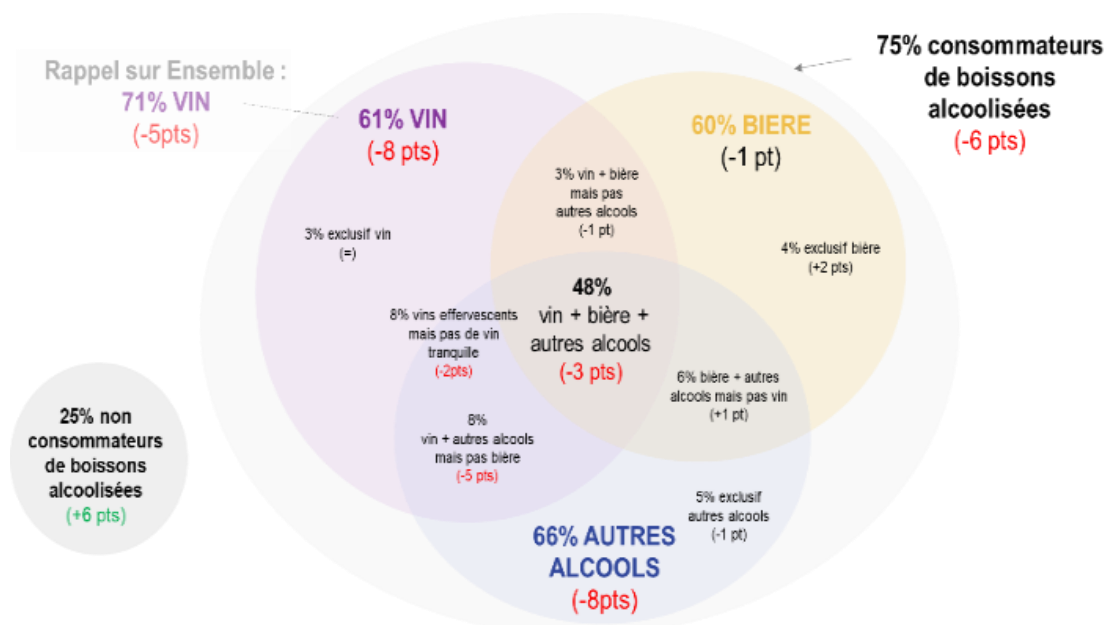 Rappel sur Ensemble :
71% VIN
(-5pts)
75% consommateurs
de boissons
alcoolisées
(-6 pts)
61% VIN
(-8 pts)
60% BIERE
(-1 pt)
3% vin + bière
mais pas
autres alcools
(-1 pt)
3% exclusif vin
(=)
4% exclusif bière
(+2 pts)
48%
vin + bière +
autres alcools
(-3 pts)
8% vins effervescents
mais pas de vin
tranquille
(-2pts)
6% bière + autres
alcools mais pas vin
(+1 pt)
8%
vin + autres alcools
mais pas bière
(-5 pts)
25% non
consommateurs
de boissons
alcoolisées
(+6 pts)
5% exclusif
autres alcools
(-1 pt)
66% AUTRES
ALCOOLS
(-8pts)